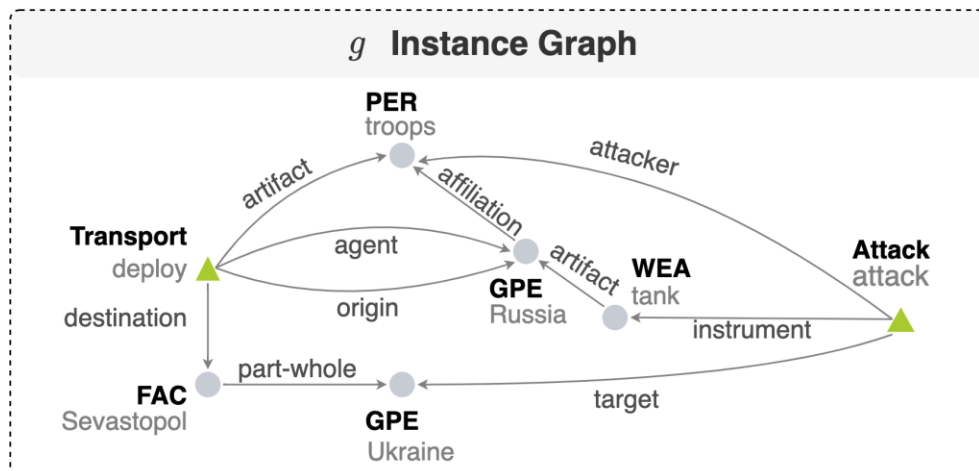 g Instance Graph
PER
troops
attacker
artifact
affiliation
Transport
deploy
agent
artifact
WEA
tank
Attack
attack
GPE
Russia
origin
destination
instrument
part-whole
FAC
Sevastopol
GPE
Ukraine
target